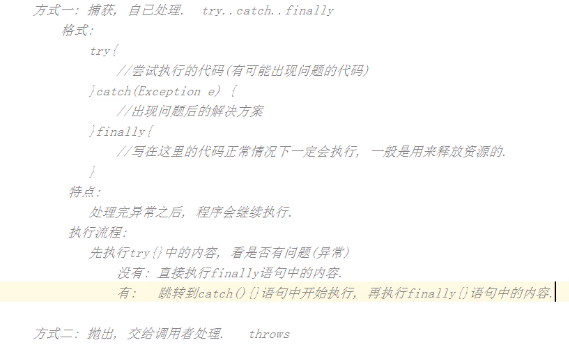 方式一: 捕获, 自己处理. try..catch..finally
格式:
try{
//尝试执行的代码(有可能出现问题的代码)
}catch(Exception e) {
//出现问题后的解决方案
}finally{
//写在这里的代码正常情况下一定会执行, 一般是用来释放资源的.
}
特点:
处理完异常之后, 程序会继续执行.
执行流程:
先执行try{}中的内容, 看是否有问题(异常)
没有: 直接执行finally语句中的内容.
有: 跳转到catch(){}语句中开始执行, 再执行finally{}语句中的内容.
方式二: 抛出, 交给调用者处理. throws